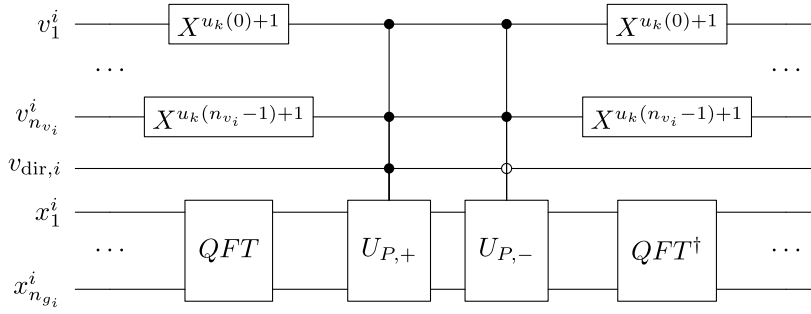 v_1^i X^{u_k(0)+1} X^{u_k(0)+1}
... ...
v_{n_{v_i}}^i X^{u_k(n_{v_i}-1)+1} X^{u_k(n_{v_i}-1)+1}
v_{dir,i}
x_1^i
... QFT U_{P,+} U_{P,-} QFT^† ...
x_{n_{g_i}}^i